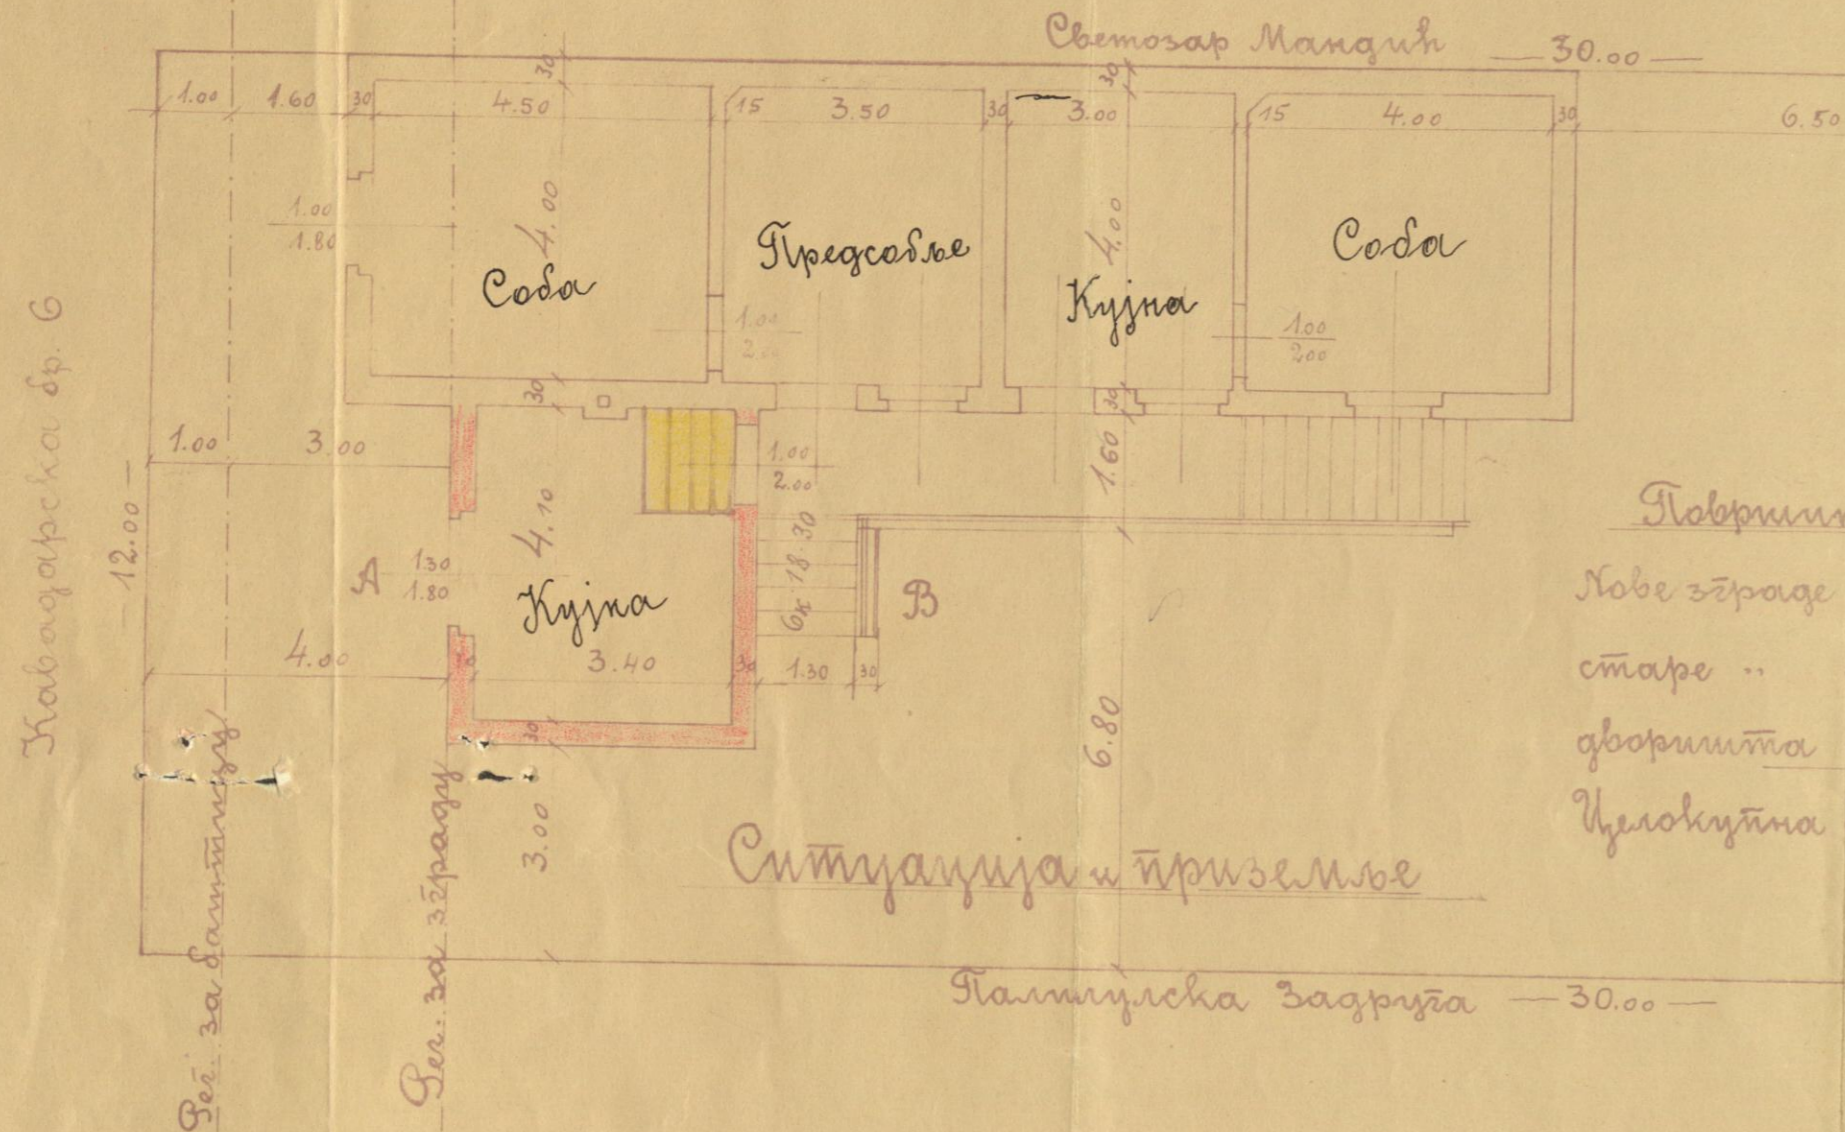 Светозар Мандић — 30.00 —
1.00 1.60 30 4.50 15 3.50 30 3.00 15 4.00 30 6.50
30
30
1.00
1.80
4.00
4.00
Соба
Предсобље
Кујна
Соба
1.00
2.00
1.00
2.00
30
30
1.00 3.00
1.00
2.00
1.60
Кавадарска бр. 6
12.00
4.10
А
1.30
1.80
Кујна
6к 18·30
В
4.00 3.40 30 1.30 30
30
6.80
3.00
Нове зграде
старе "
дворишта
Целокупна
Ситуација и приземље
Палилулска Задруга — 30.00 —
Рег. за баштицу
Рег. за зграду